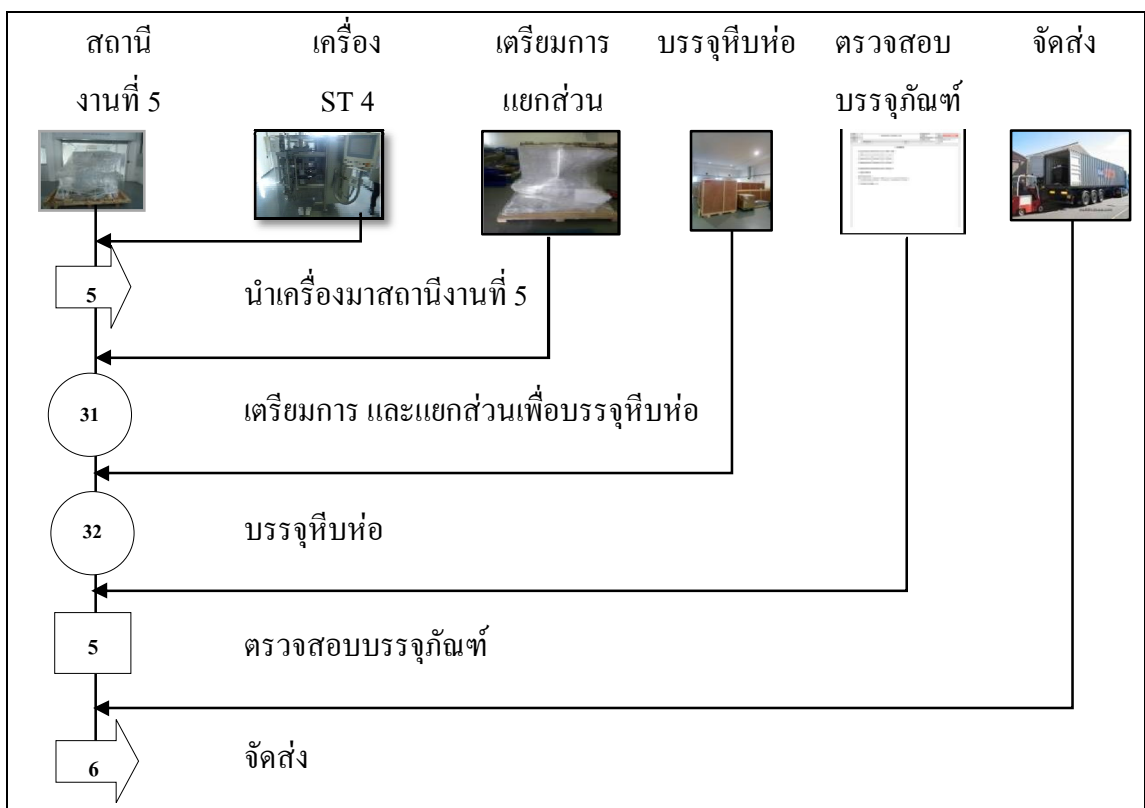 สถานี เครื่อง เตรียมการ บรรจุหีบห่อ ตรวจสอบ จัดส่ง
งานที่ 5 ST 4 แยกส่วน บรรจุภัณฑ์
5 นำเครื่องมาสถานีงานที่ 5
31 เตรียมการ และแยกส่วนเพื่อบรรจุหีบห่อ
32 บรรจุหีบห่อ
5 ตรวจสอบบรรจุภัณฑ์
6 จัดส่ง